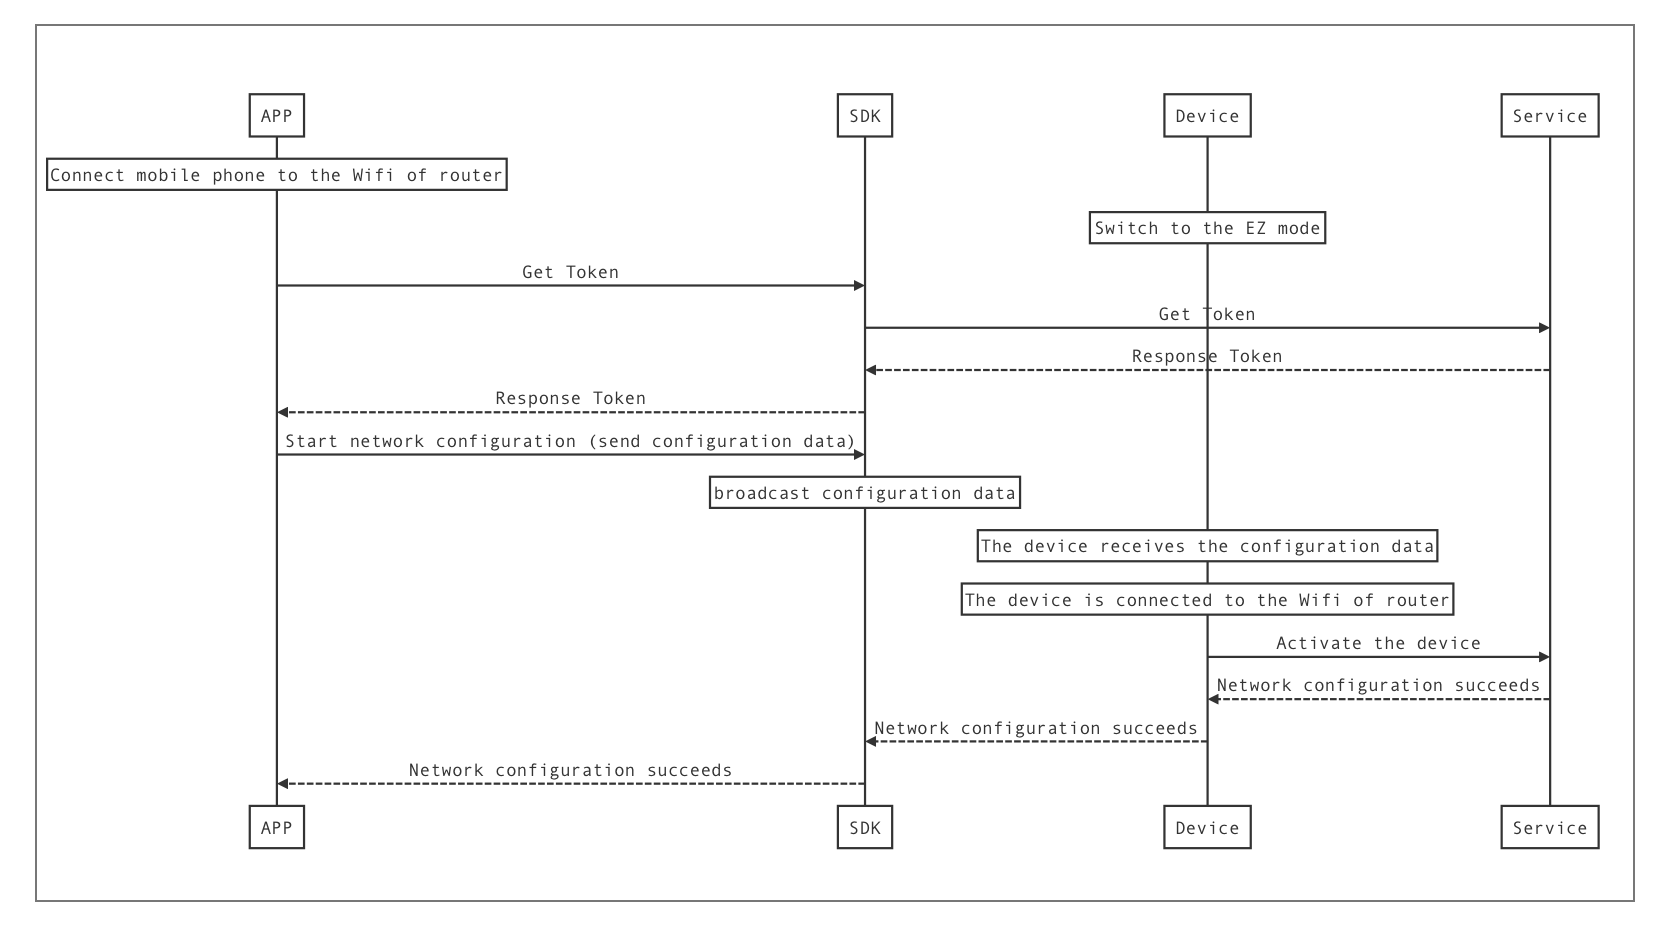 APP
SDK
Device
Service
Connect mobile phone to the Wifi of router
Switch to the EZ mode
Get Token
Get Token
Response Token
Response Token
Start network configuration (send configuration data)
broadcast configuration data
The device receives the configuration data
The device is connected to the Wifi of router
Activate the device
Network configuration succeeds
Network configuration succeeds
Network configuration succeeds
APP
SDK
Device
Service